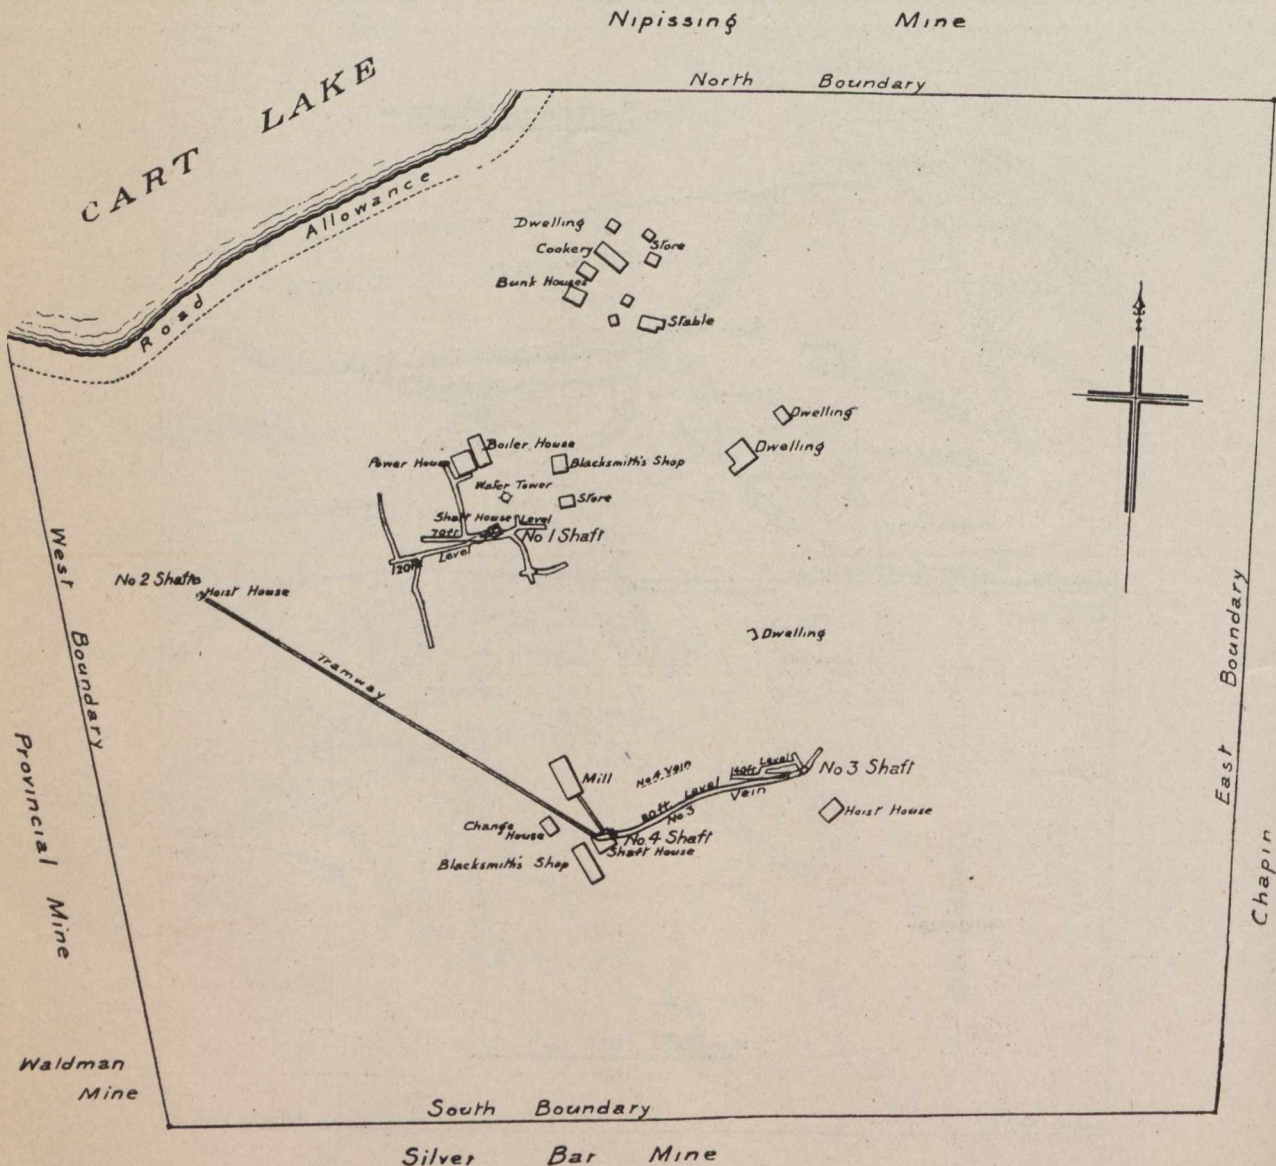 Nipissing Mine
North Boundary
CART LAKE
Road Allowance
Dwelling
Cookery
Store
Bunk Houses
Stable
Dwelling
Dwelling
Boiler House
Power House
Blacksmith's Shop
Water Tower
Store
Shaft House
70ft Level
No 1 Shaft
120ft Level
West Boundary
No 2 Shaft
Hoist House
Dwelling
East Boundary
Tramway
Provincial Mine
Mill
No 4 Vein
80ft Level
140ft Level
No 3 Vein
No 3 Shaft
Hoist House
Change House
No. 4 Shaft
Shaft House
Blacksmith's Shop
Chapin
Waldman
Mine
South Boundary
Silver Bar Mine